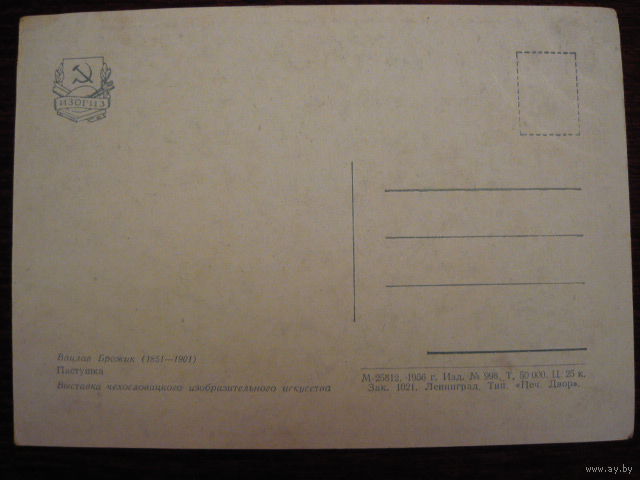 ИЗОГИЗ
Вацлав Брожик (1851—1901)
Пастушка
Выставка чехословацкого изобразительного искусства
М-25812. 1956 г. Изд. № 998. Т. 50 000. Ц. 25 к.
Зак. 1021. Ленинград. Тип. «Печ. Двор».
www.ay.by